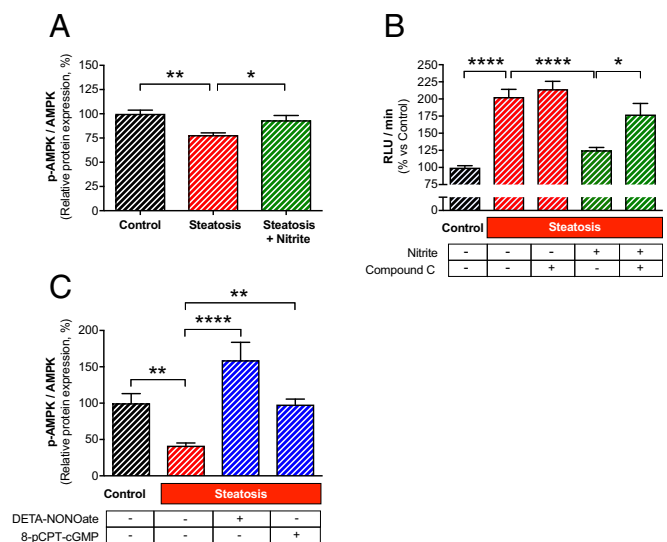 A
p-AMPK / AMPK
(Relative protein expression, %)
150
125
100
75
50
25
0
**
*
Control
Steatosis
Steatosis
+ Nitrite
B
RLU / min
(% vs Control)
250
225
200
175
150
125
100
75
0
****
****
*
Control
Steatosis
Nitrite - - - + +
Compound C - - + - +
C
p-AMPK / AMPK
(Relative protein expression, %)
200
150
100
50
0
**
****
**
Control
Steatosis
DETA-NONOate - - + -
8-pCPT-cGMP - - - +